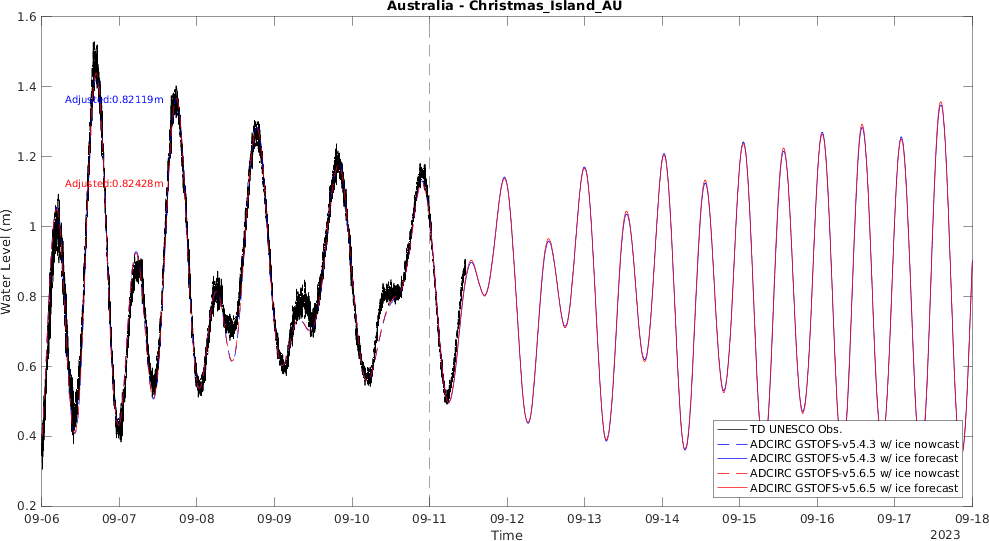 Australia - Christmas_Island_AU
1.6
1.4
1.2
1
0.8
0.6
0.4
0.2
Water Level (m)
Adjusted:0.82119m
Adjusted:0.82428m
TD UNESCO Obs.
ADCIRC GSTOFS-v5.4.3 w/ ice nowcast
ADCIRC GSTOFS-v5.4.3 w/ ice forecast
ADCIRC GSTOFS-v5.6.5 w/ ice nowcast
ADCIRC GSTOFS-v5.6.5 w/ ice forecast
09-06 09-07 09-08 09-09 09-10 09-11 09-12 09-13 09-14 09-15 09-16 09-17 09-18
Time
2023